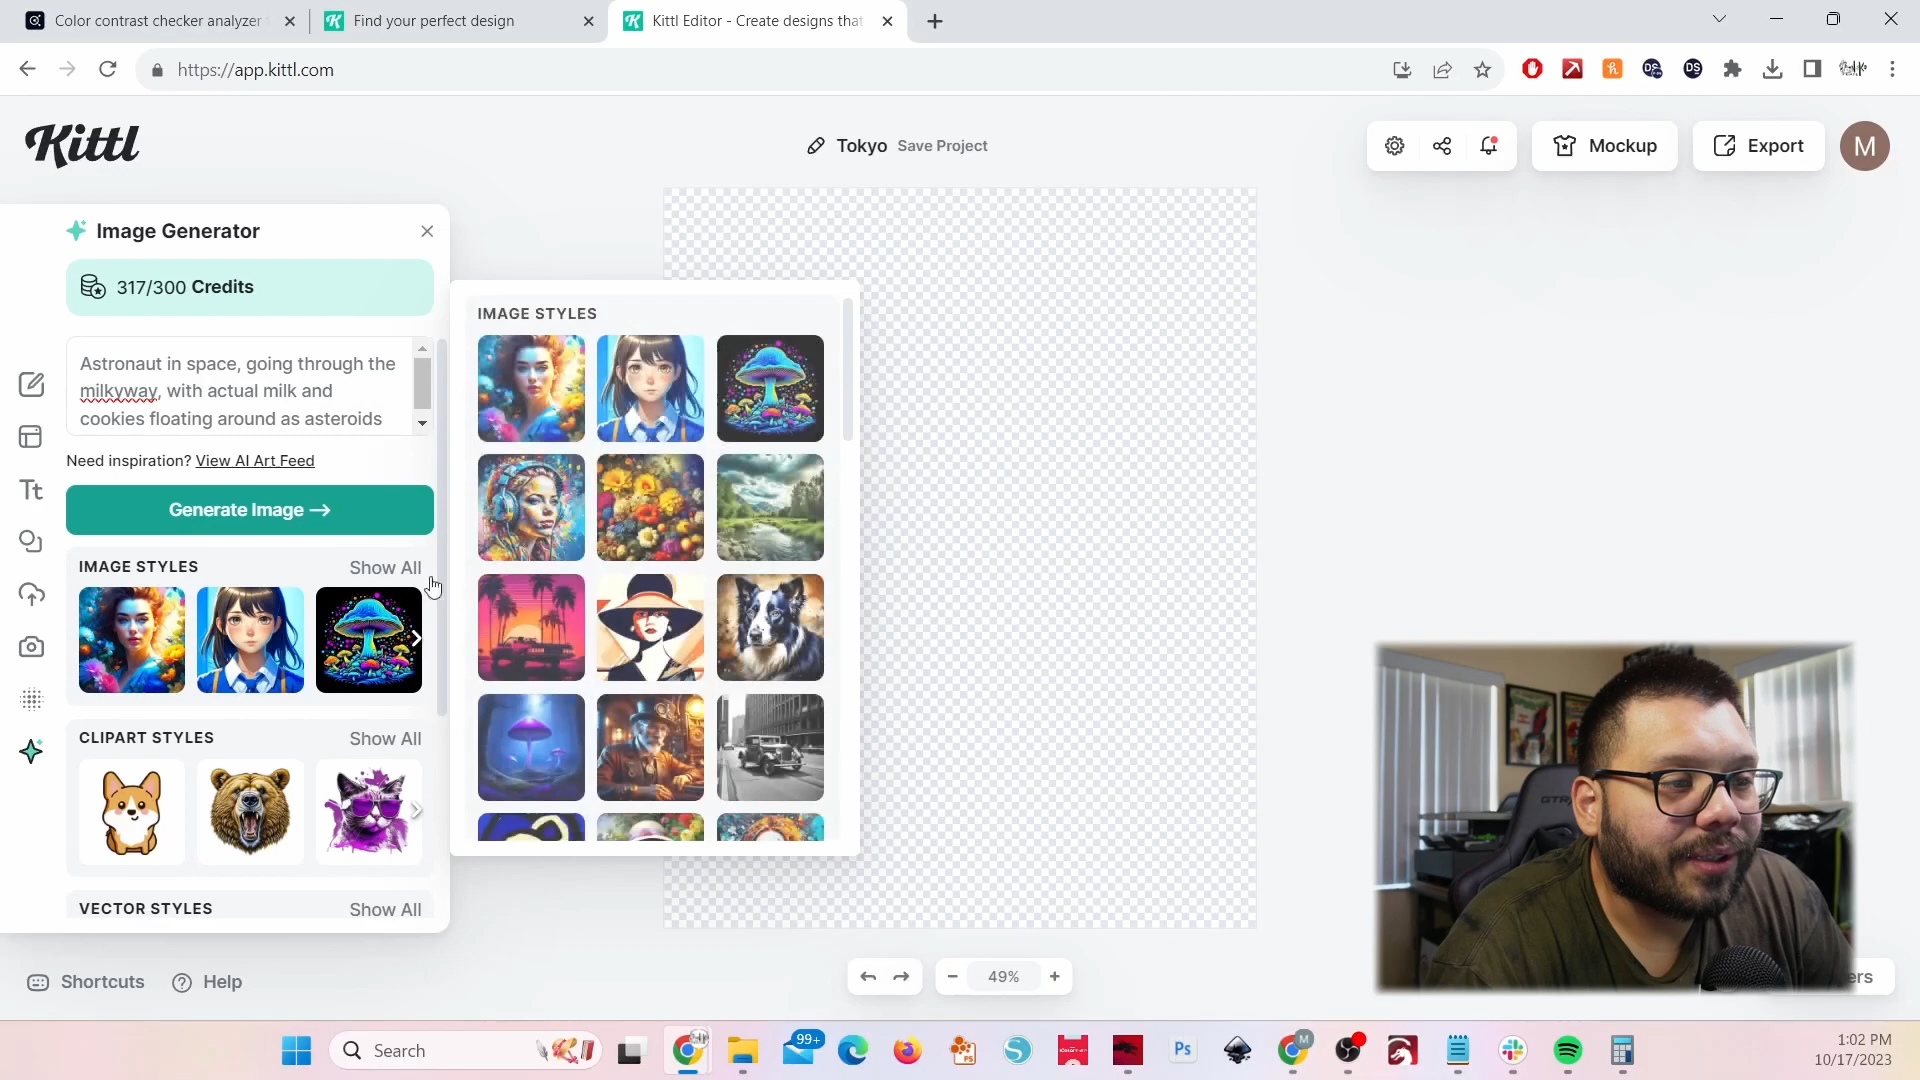 Color contrast checker analyzer
Find your perfect design
Kittl Editor - Create designs that
https://app.kittl.com
Kittl
Tokyo Save Project
Mockup
Export
M
Image Generator
317/300 Credits
Astronaut in space, going through the
milkyway, with actual milk and
cookies floating around as asteroids
Need inspiration? View AI Art Feed
Generate Image →
IMAGE STYLES Show All
CLIPART STYLES Show All
VECTOR STYLES Show All
IMAGE STYLES
Tt
Shortcuts
Help
49%
ers
Search
99+
Ps
1:02 PM
10/17/2023